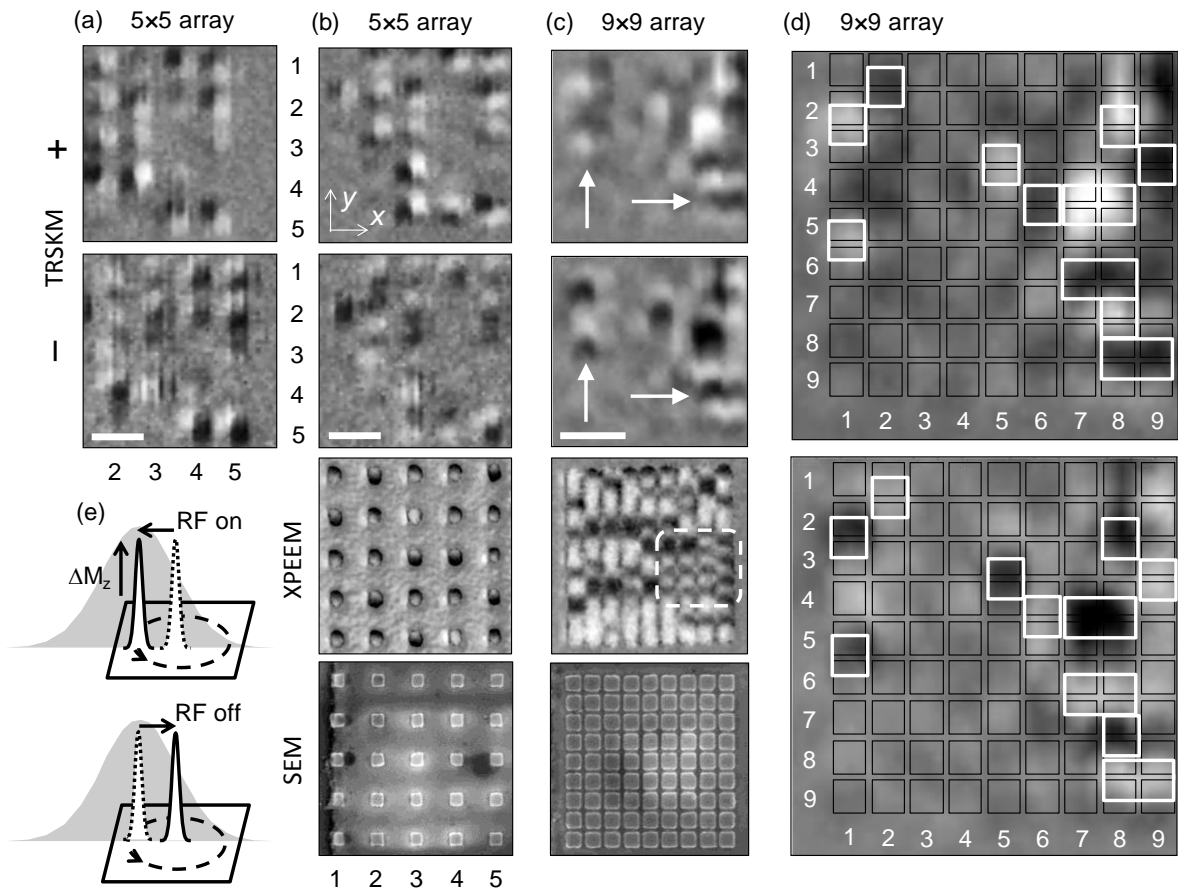 (a) 5×5 array
(b) 5×5 array
(c) 9×9 array
(d) 9×9 array
+
TRSKM
–
1
2
3
4
5
1
2
3
4
5
y
x
2 3 4 5
1
2
3
4
5
6
7
8
9
1 2 3 4 5 6 7 8 9
1
2
3
4
5
6
7
8
9
1 2 3 4 5 6 7 8 9
(e)
RF on
ΔMz
RF off
XPEEM
SEM
1 2 3 4 5